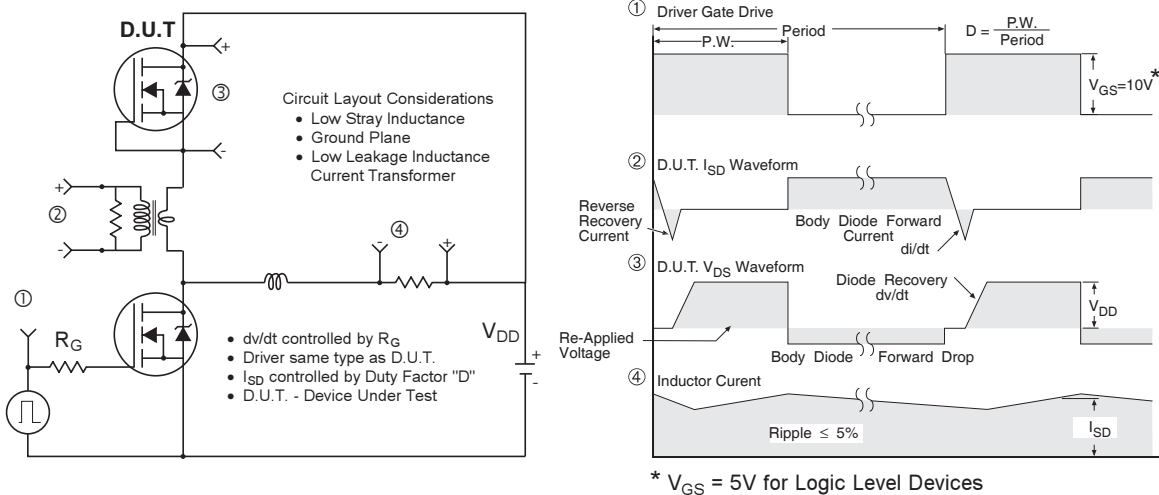 D.U.T
+
③
-
Circuit Layout Considerations
• Low Stray Inductance
• Ground Plane
• Low Leakage Inductance
Current Transformer
+
②
-
④
- +
①
R_G
V_DD
+
-
• dv/dt controlled by R_G
• Driver same type as D.U.T.
• I_SD controlled by Duty Factor "D"
• D.U.T. - Device Under Test
① Driver Gate Drive
Period
P.W.
D = P.W. / Period
V_GS=10V*
② D.U.T. I_SD Waveform
Reverse
Recovery
Current
Body Diode Forward
Current
di/dt
③ D.U.T. V_DS Waveform
Diode Recovery
dv/dt
V_DD
Re-Applied
Voltage
Body Diode Forward Drop
④ Inductor Curent
Ripple ≤ 5%
I_SD
* V_GS = 5V for Logic Level Devices